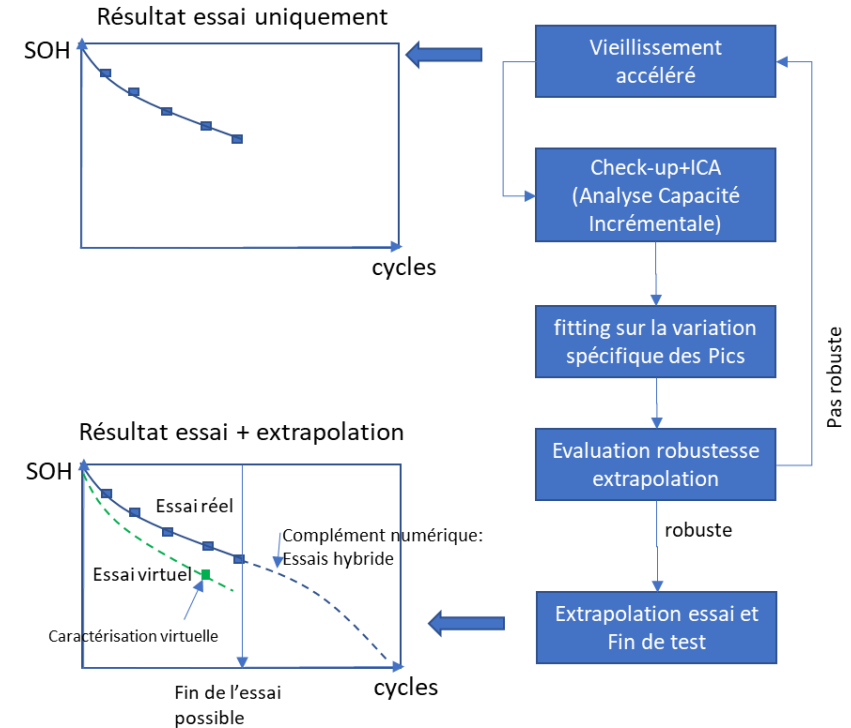 Résultat essai uniquement
SOH
cycles
Vieillissement
accéléré
Check-up+ICA
(Analyse Capacité
Incrémentale)
fitting sur la variation
spécifique des Pics
Evaluation robustesse
extrapolation
Pas robuste
robuste
Extrapolation essai et
Fin de test
Résultat essai + extrapolation
SOH
Essai réel
Complément numérique:
Essais hybride
Essai virtuel
Caractérisation virtuelle
cycles
Fin de l'essai
possible